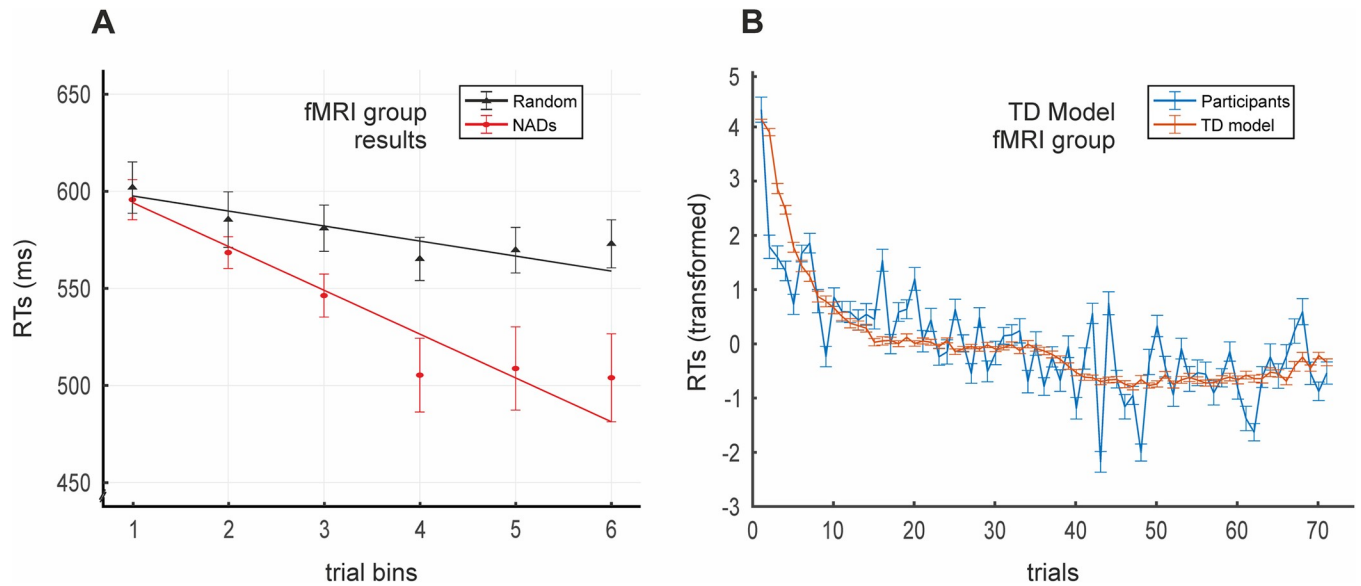 A
fMRI group
results
Random
NADs
RTs (ms)
650
600
550
500
450
1 2 3 4 5 6
trial bins
B
TD Model
fMRI group
Participants
TD model
RTs (transformed)
5
4
3
2
1
0
-1
-2
-3
0 10 20 30 40 50 60 70
trials